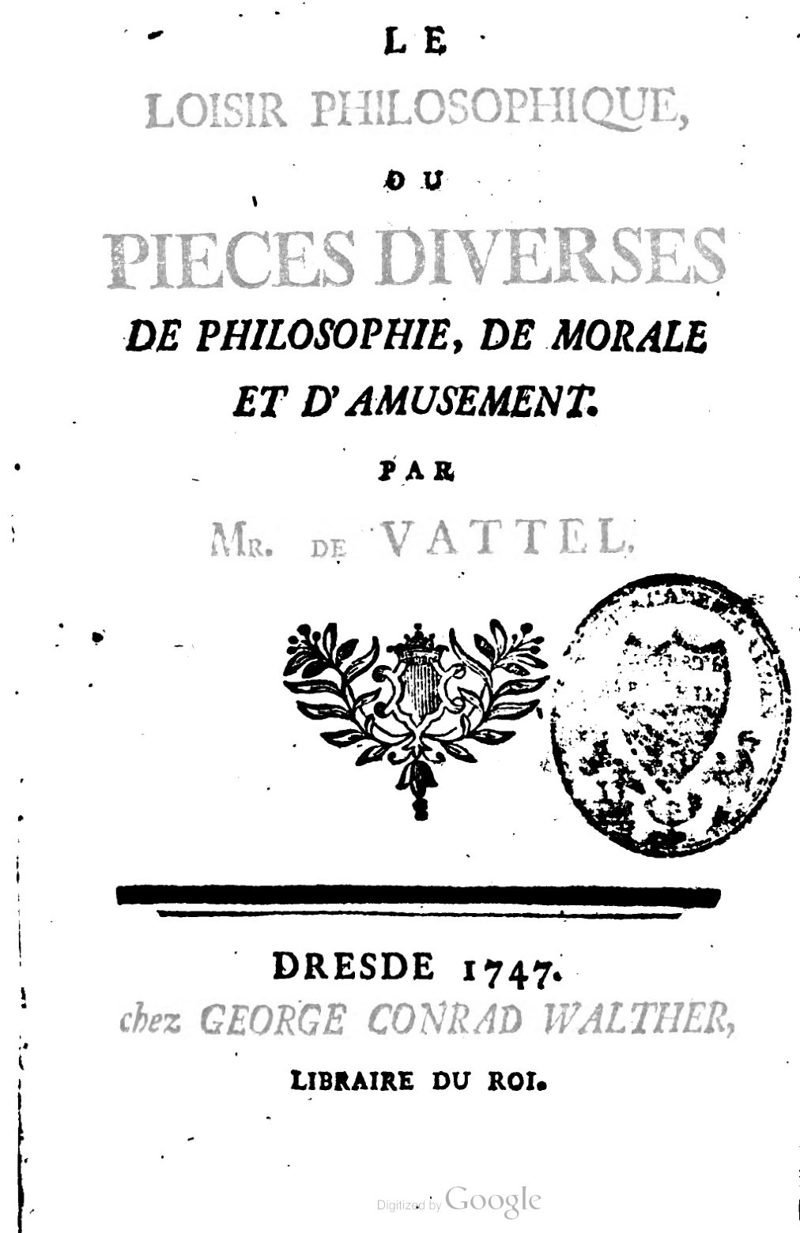 LE
LOISIR PHILOSOPHIQUE,
OU
PIECES DIVERSES
DE PHILOSOPHIE, DE MORALE
ET D'AMUSEMENT.
PAR
MR. DE VATTEL.
DRESDE 1747.
chez GEORGE CONRAD WALTHER,
LIBRAIRE DU ROI.
Digitized by Google